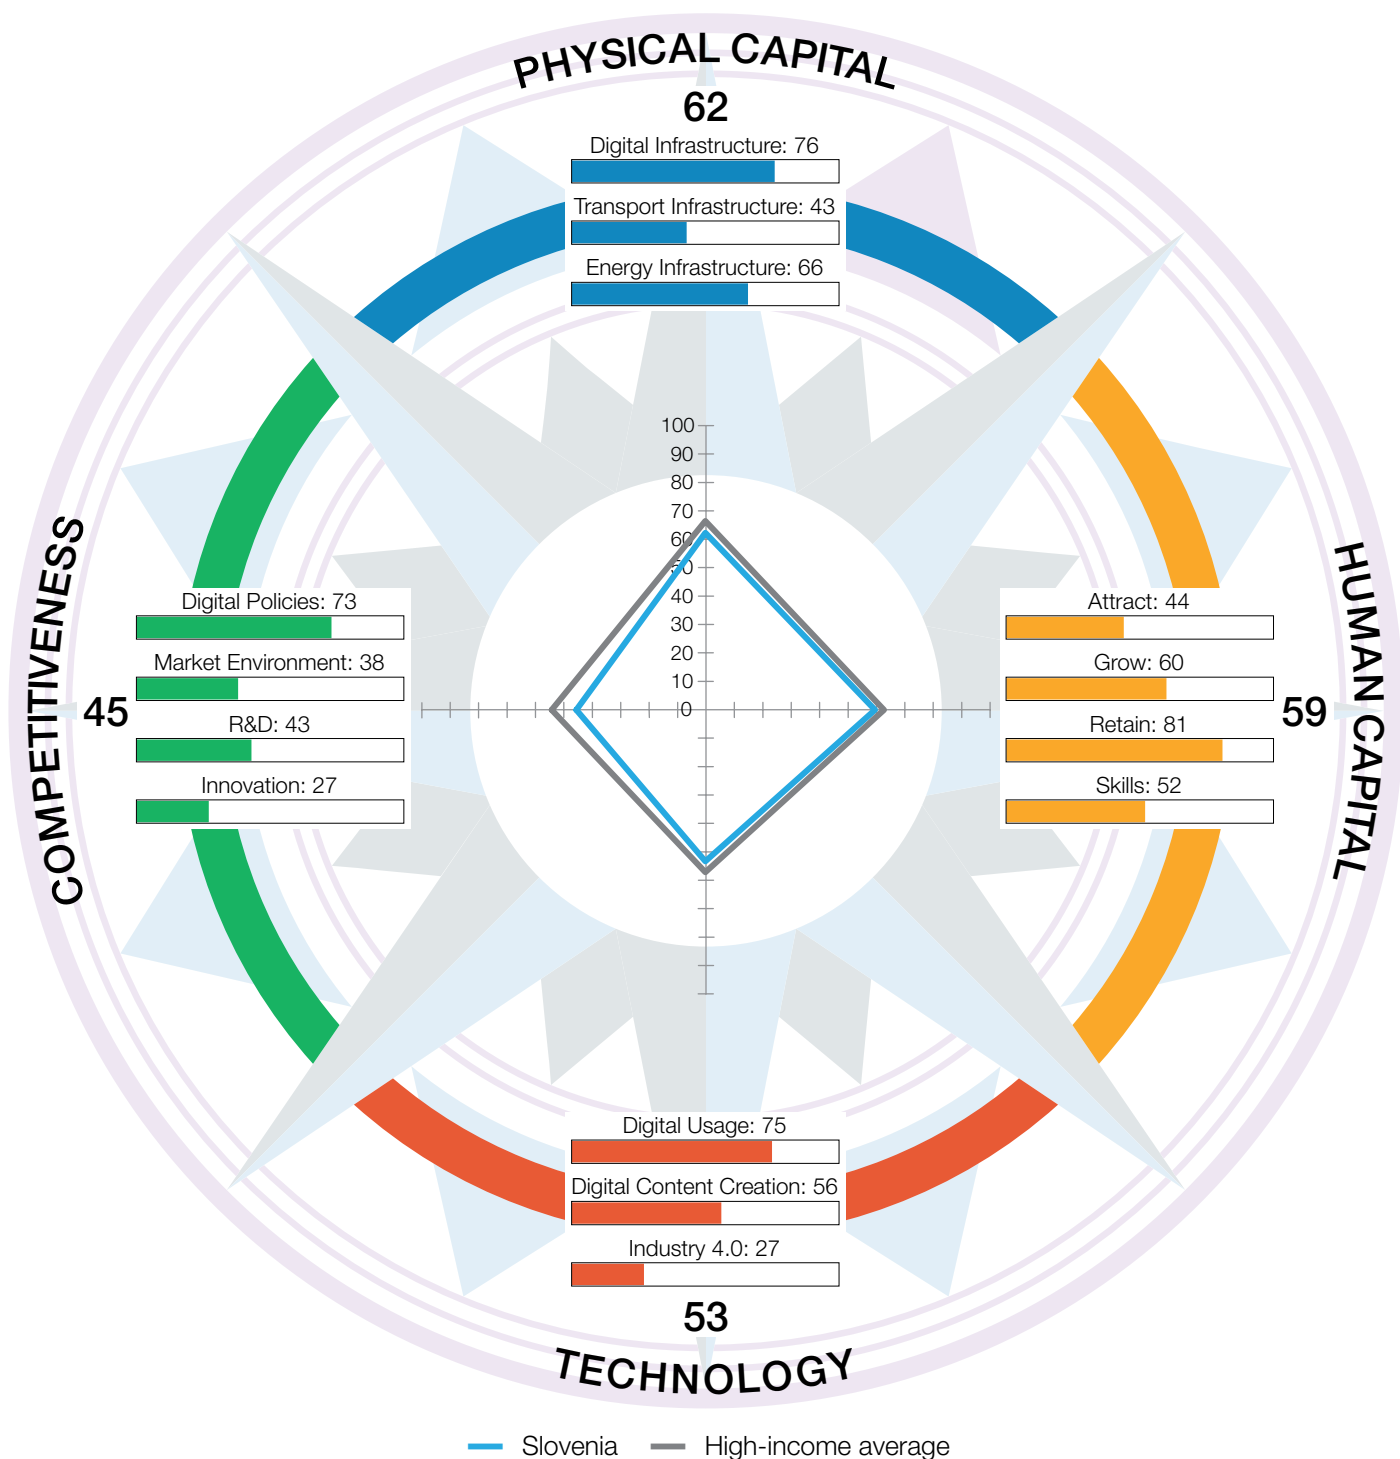 PHYSICAL CAPITAL
62
Digital Infrastructure: 76
Transport Infrastructure: 43
Energy Infrastructure: 66
100
90
80
70
60
50
40
30
20
10
0
COMPETITIVENESS
45
Digital Policies: 73
Market Environment: 38
R&D: 43
Innovation: 27
HUMAN CAPITAL
59
Attract: 44
Grow: 60
Retain: 81
Skills: 52
Digital Usage: 75
Digital Content Creation: 56
Industry 4.0: 27
53
TECHNOLOGY
Slovenia
High-income average